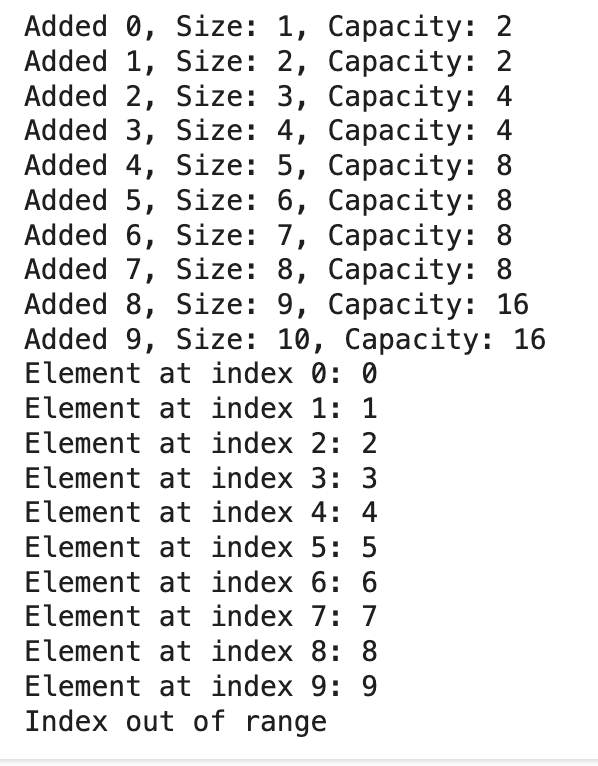 Added 0, Size: 1, Capacity: 2
Added 1, Size: 2, Capacity: 2
Added 2, Size: 3, Capacity: 4
Added 3, Size: 4, Capacity: 4
Added 4, Size: 5, Capacity: 8
Added 5, Size: 6, Capacity: 8
Added 6, Size: 7, Capacity: 8
Added 7, Size: 8, Capacity: 8
Added 8, Size: 9, Capacity: 16
Added 9, Size: 10, Capacity: 16
Element at index 0: 0
Element at index 1: 1
Element at index 2: 2
Element at index 3: 3
Element at index 4: 4
Element at index 5: 5
Element at index 6: 6
Element at index 7: 7
Element at index 8: 8
Element at index 9: 9
Index out of range